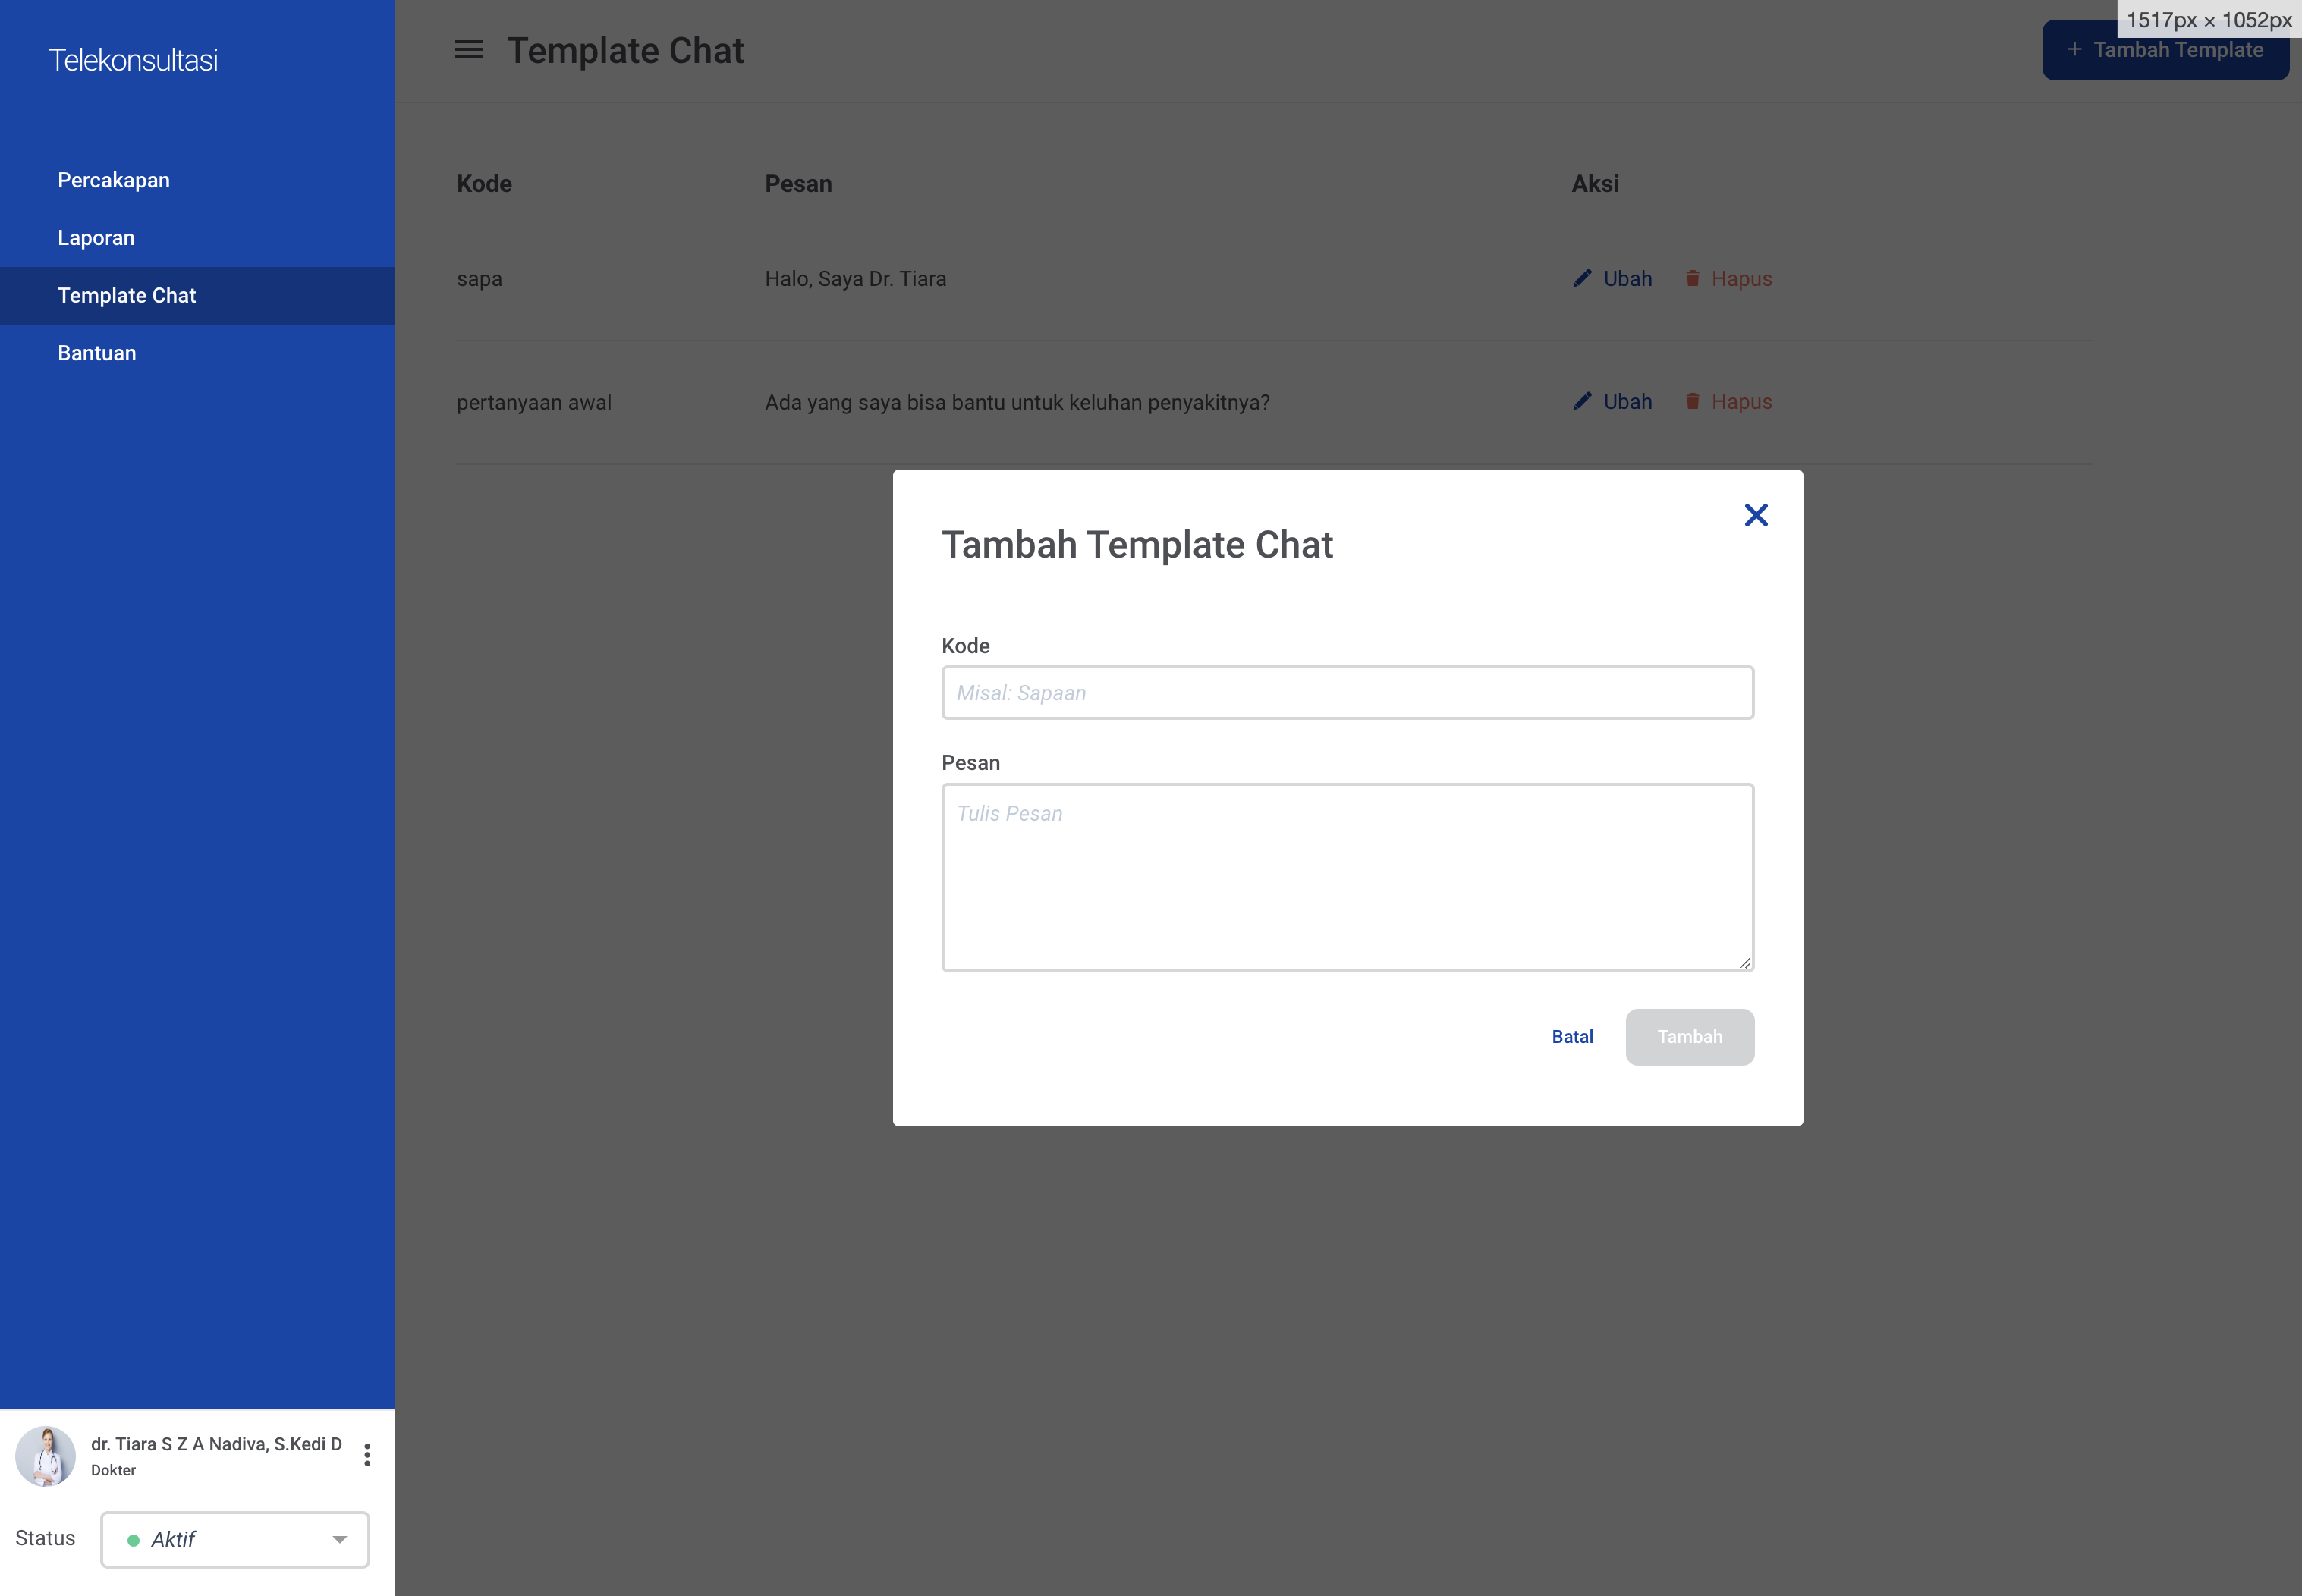 Telekonsultasi
Percakapan
Laporan
Template Chat
Bantuan
dr. Tiara S Z A Nadiva, S.Kedi D
Dokter
Status
Aktif
Template Chat
1517px × 1052px
+ Tambah Template
Kode Pesan Aksi
sapa Halo, Saya Dr. Tiara Ubah Hapus
pertanyaan awal Ada yang saya bisa bantu untuk keluhan penyakitnya? Ubah Hapus
Tambah Template Chat
Kode
Misal: Sapaan
Pesan
Tulis Pesan
Batal Tambah